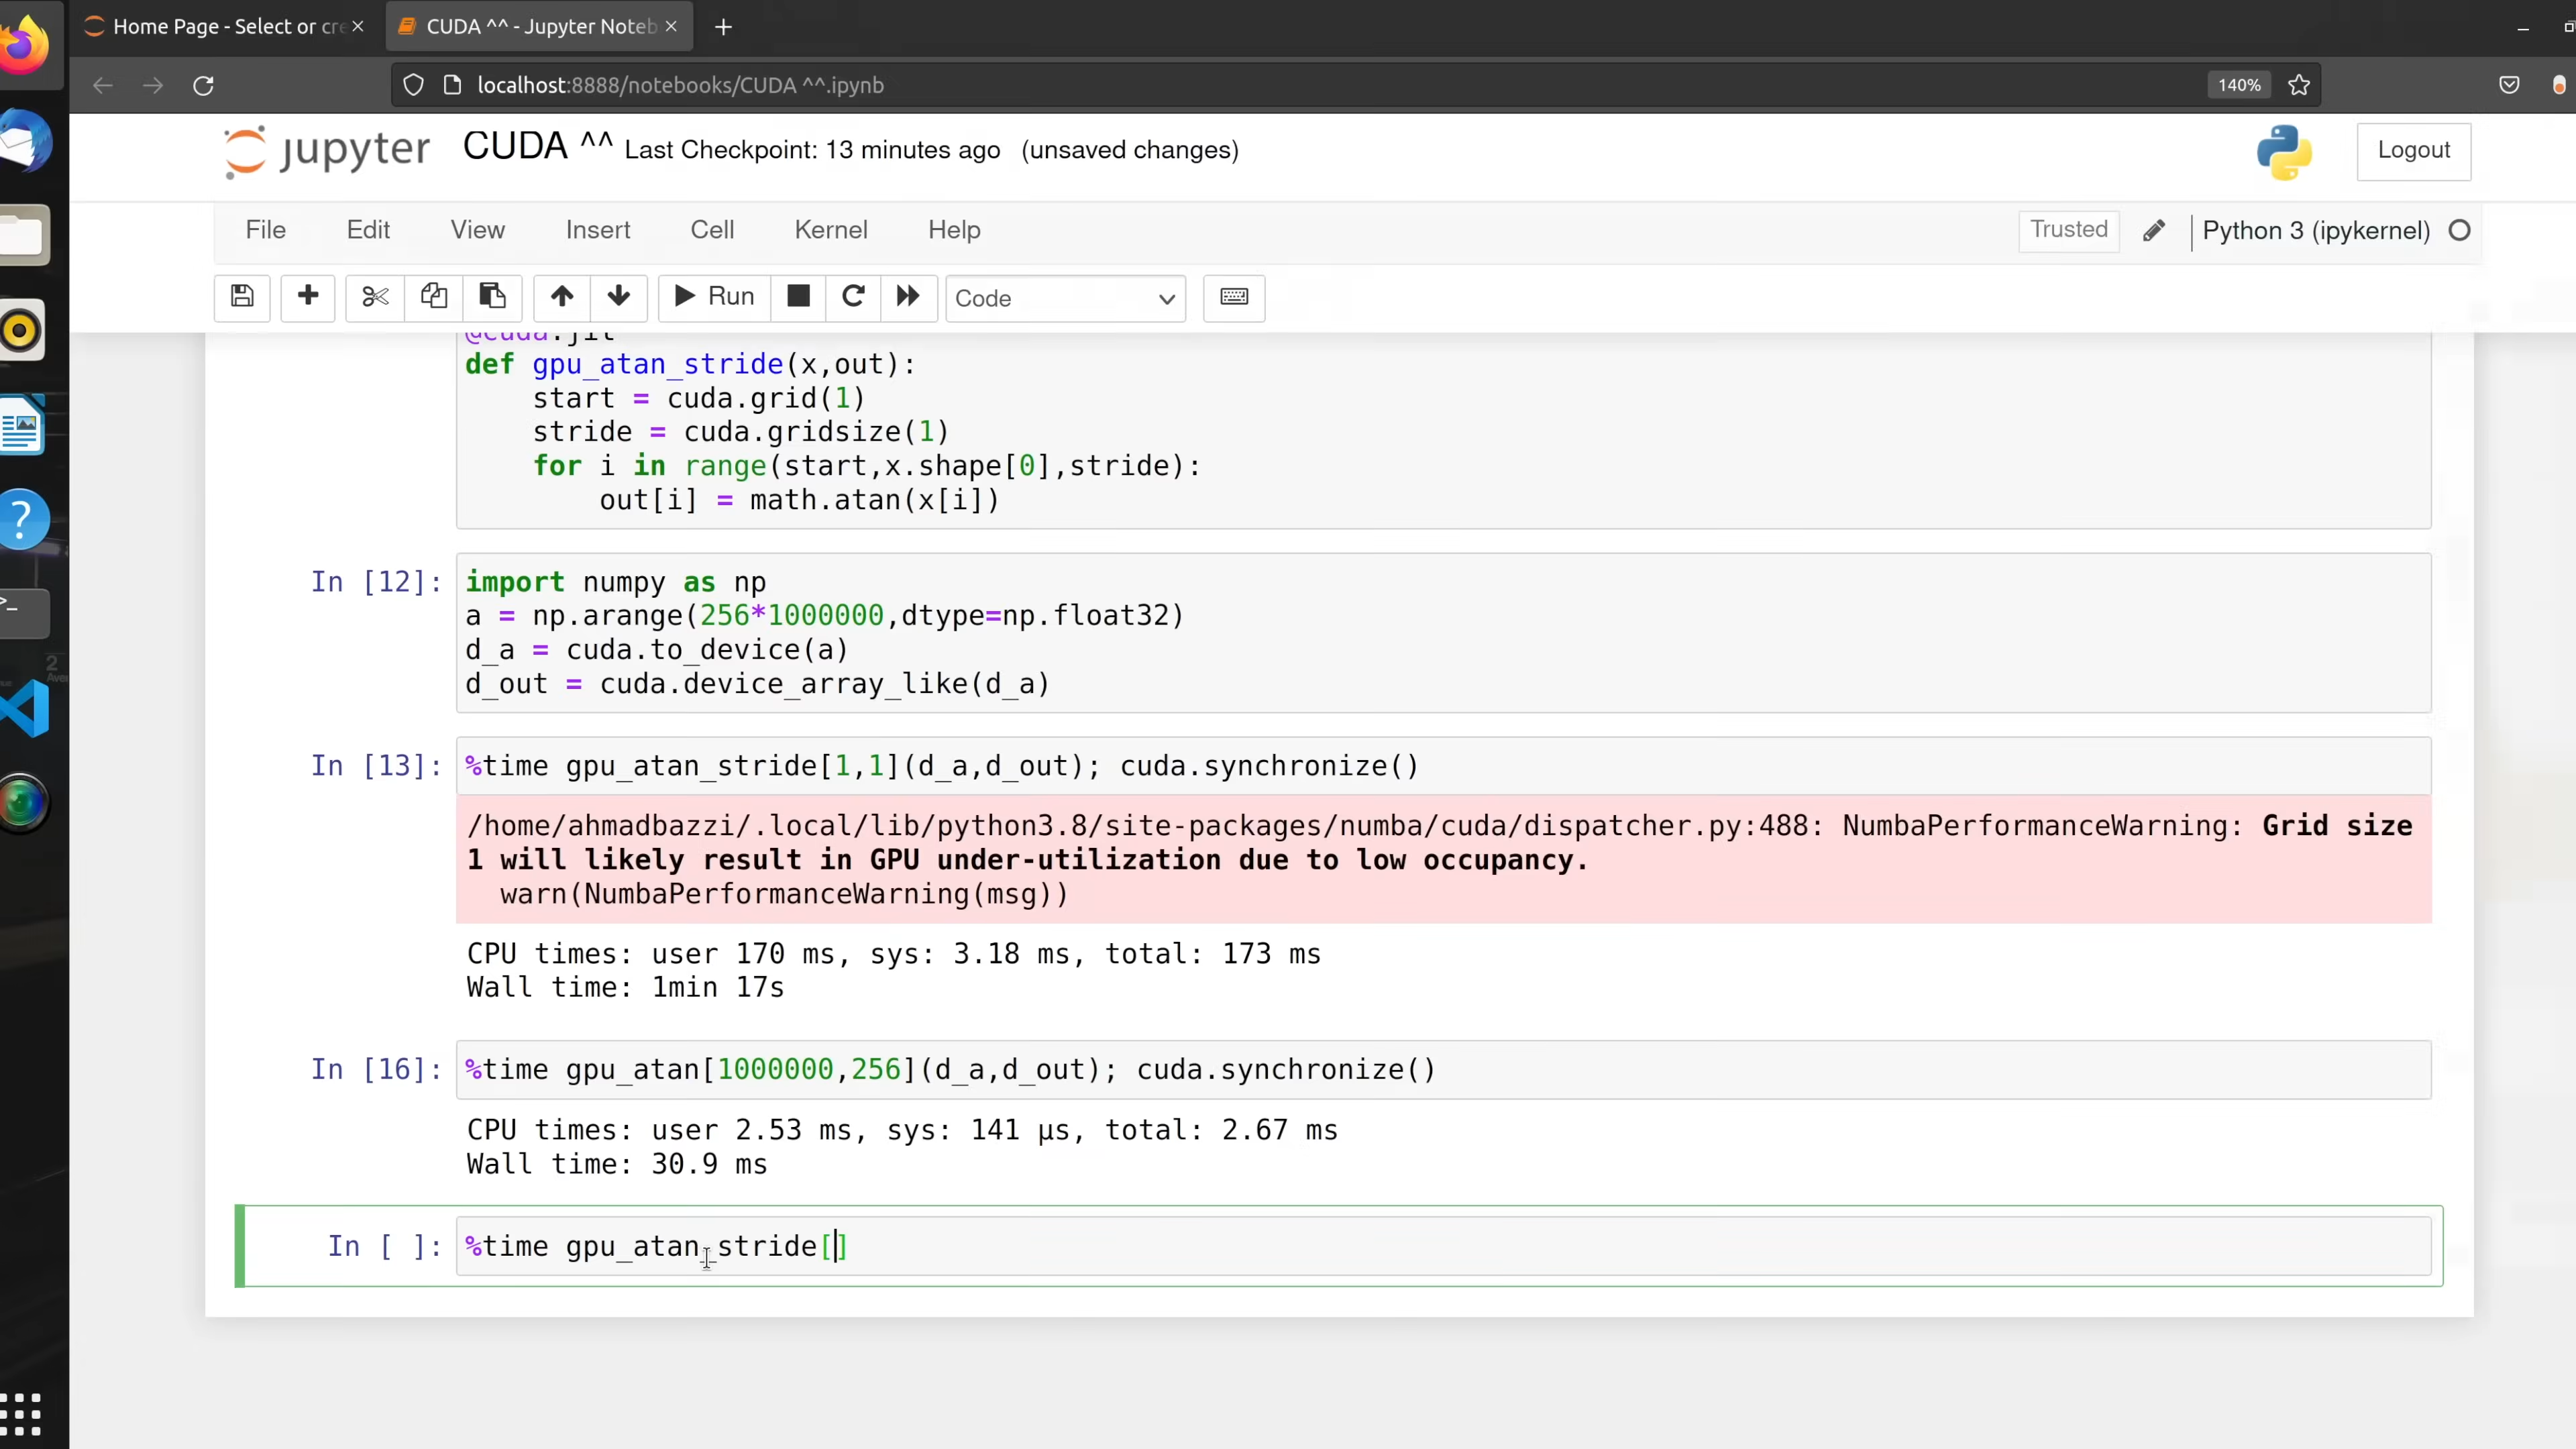 Home Page - Select or cre
CUDA ^^ - Jupyter Noteb
localhost:8888/notebooks/CUDA ^^.ipynb
140%
jupyter CUDA ^^ Last Checkpoint: 13 minutes ago (unsaved changes)
Logout
File Edit View Insert Cell Kernel Help
Trusted
Python 3 (ipykernel)
Run
Code
@cuda.jit
def gpu_atan_stride(x,out):
    start = cuda.grid(1)
    stride = cuda.gridsize(1)
    for i in range(start,x.shape[0],stride):
        out[i] = math.atan(x[i])
In [12]: import numpy as np
a = np.arange(256*1000000,dtype=np.float32)
d_a = cuda.to_device(a)
d_out = cuda.device_array_like(d_a)
In [13]: %time gpu_atan_stride[1,1](d_a,d_out); cuda.synchronize()
/home/ahmadbazzi/.local/lib/python3.8/site-packages/numba/cuda/dispatcher.py:488: NumbaPerformanceWarning: Grid size
1 will likely result in GPU under-utilization due to low occupancy.
  warn(NumbaPerformanceWarning(msg))
CPU times: user 170 ms, sys: 3.18 ms, total: 173 ms
Wall time: 1min 17s
In [16]: %time gpu_atan[1000000,256](d_a,d_out); cuda.synchronize()
CPU times: user 2.53 ms, sys: 141 µs, total: 2.67 ms
Wall time: 30.9 ms
In [ ]: %time gpu_atan_stride[]